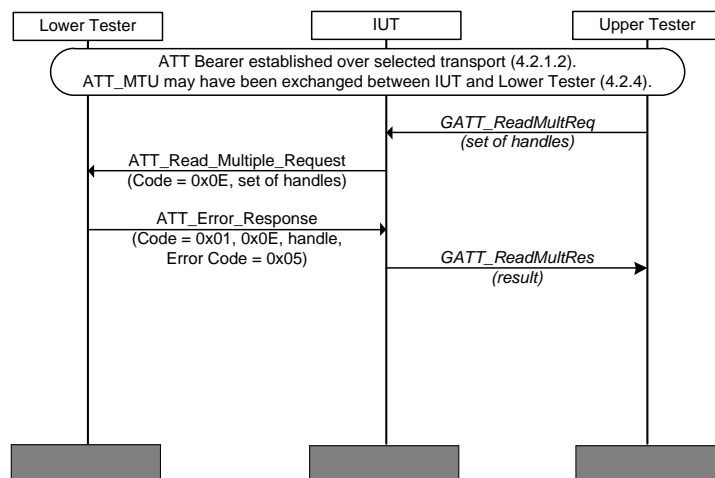 Lower Tester
IUT
Upper Tester
ATT Bearer established over selected transport (4.2.1.2).
ATT_MTU may have been exchanged between IUT and Lower Tester (4.2.4).
GATT_ReadMultReq
(set of handles)
ATT_Read_Multiple_Request
(Code = 0x0E, set of handles)
ATT_Error_Response
(Code = 0x01, 0x0E, handle,
Error Code = 0x05)
GATT_ReadMultRes
(result)